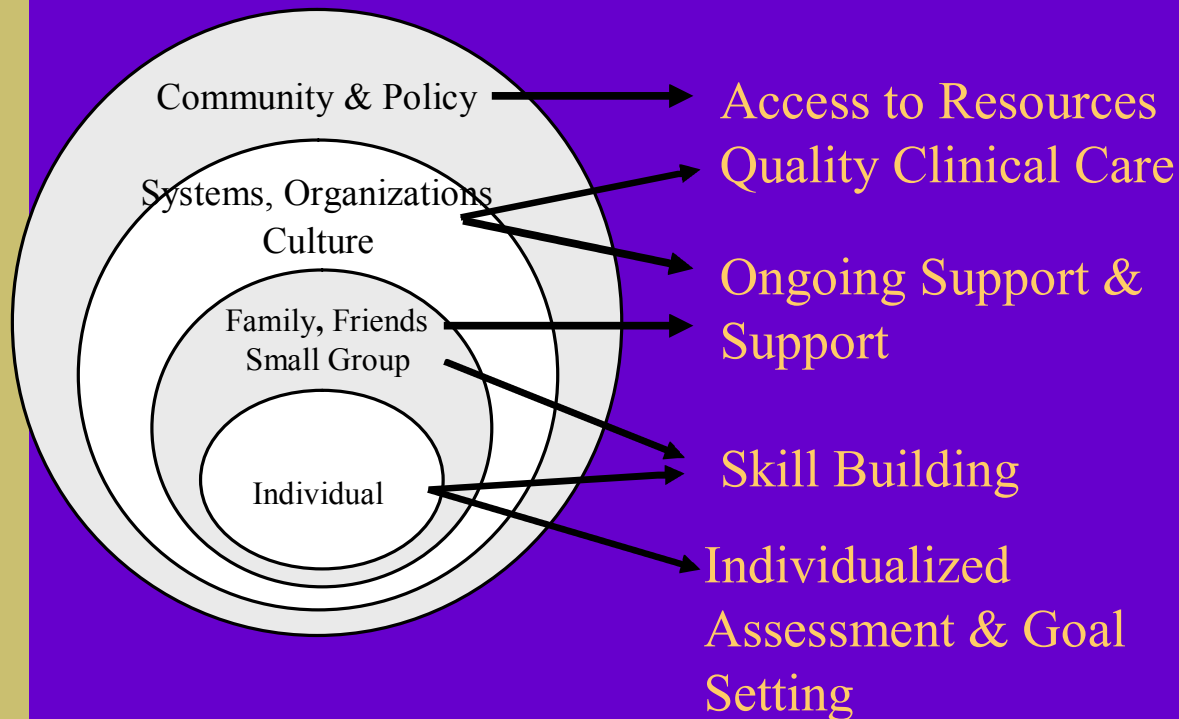 Community & Policy
Systems, Organizations
Culture
Family, Friends
Small Group
Individual
Access to Resources
Quality Clinical Care
Ongoing Support &
Support
Skill Building
Individualized
Assessment & Goal
Setting